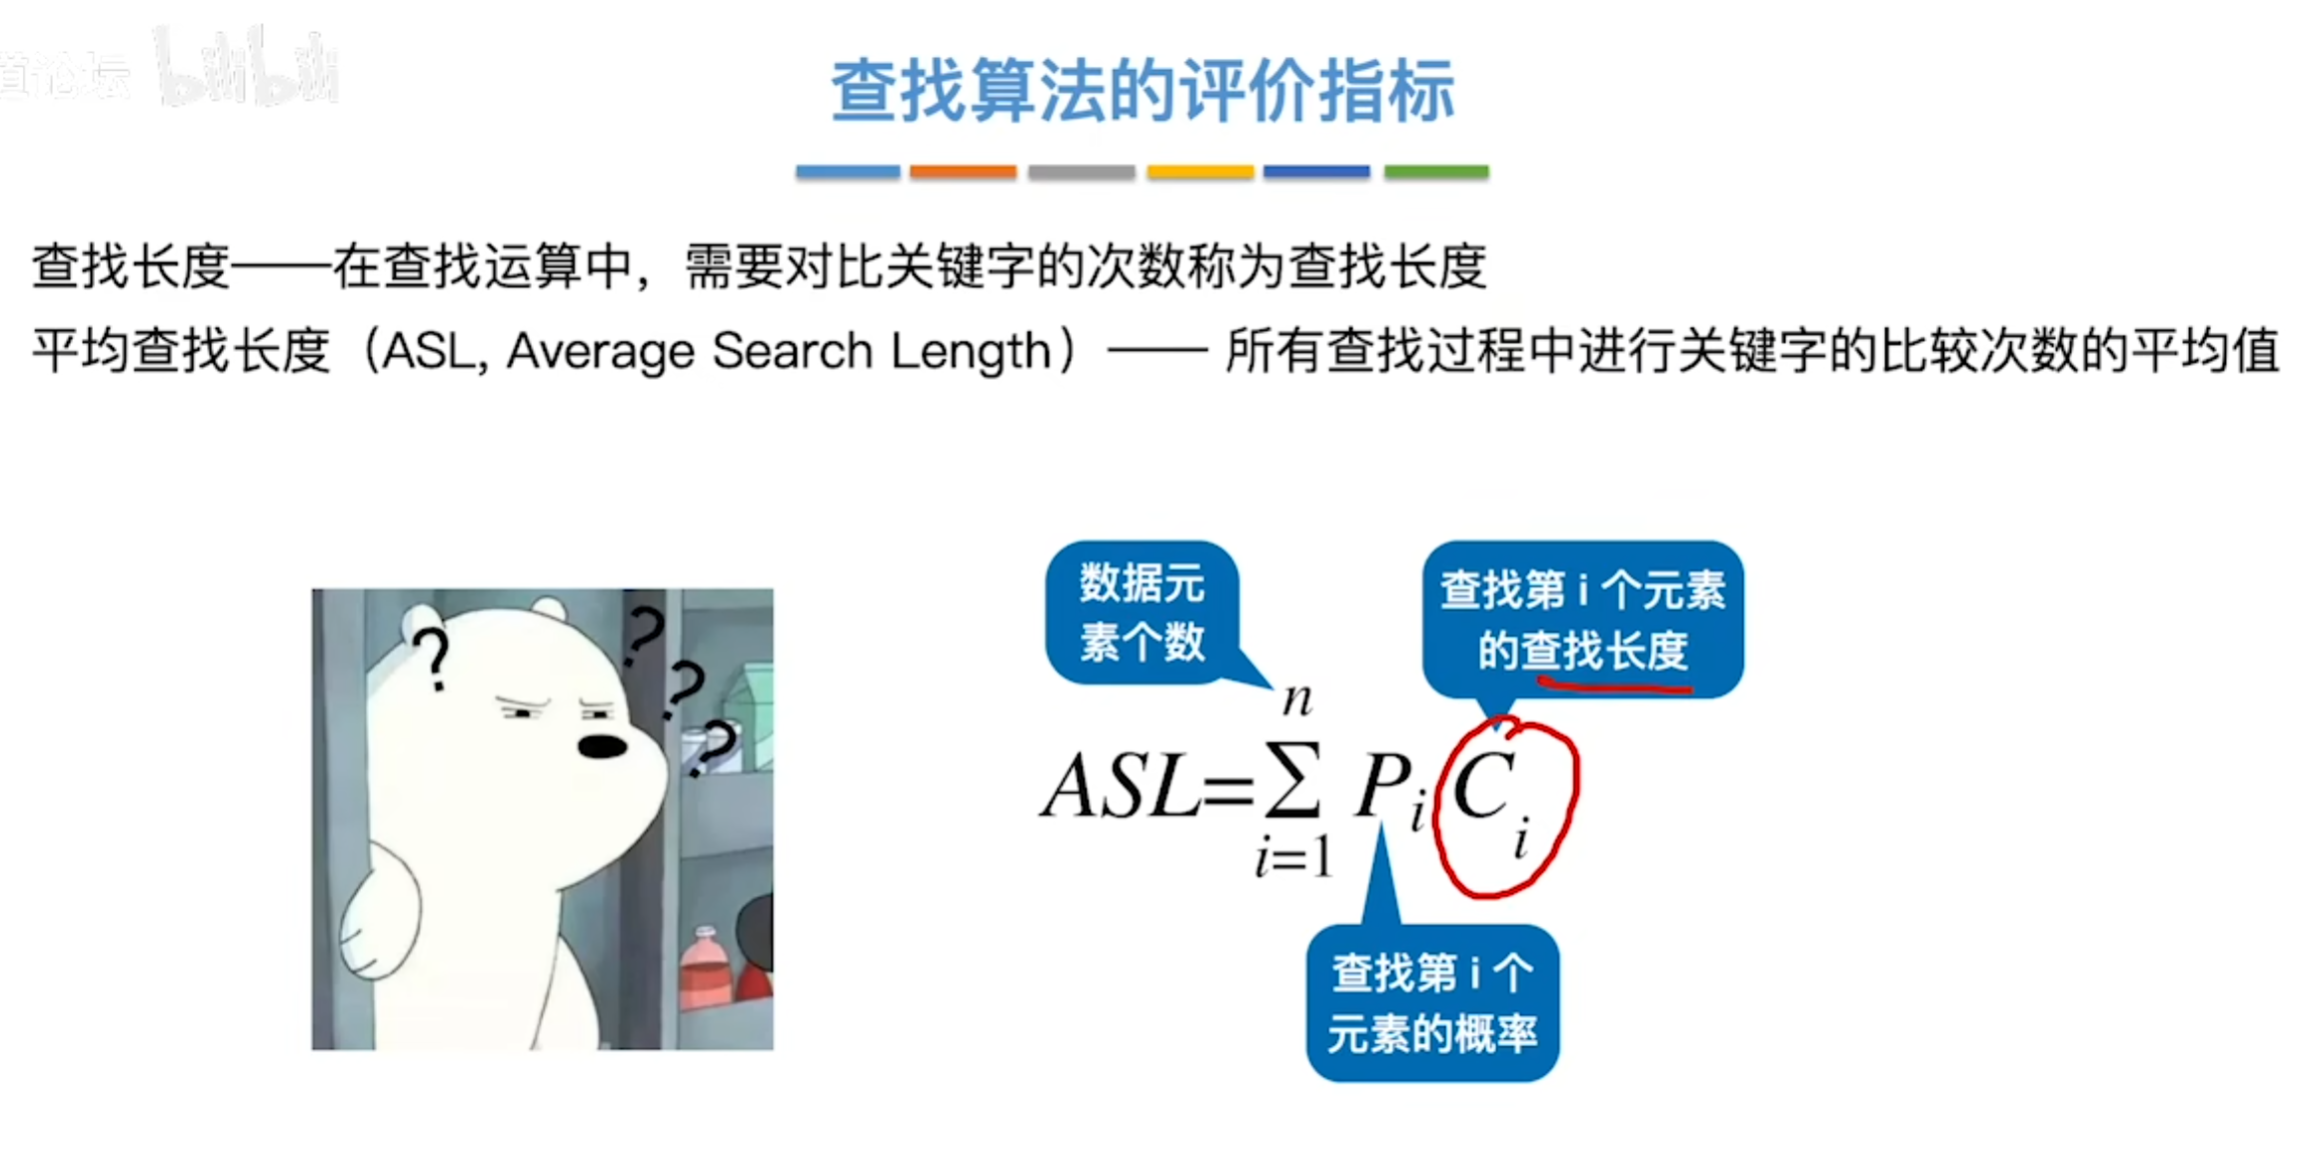 道论坛 bilibili
查找算法的评价指标
查找长度——在查找运算中，需要对比关键字的次数称为查找长度
平均查找长度（ASL, Average Search Length）—— 所有查找过程中进行关键字的比较次数的平均值
? ? ? ?
数据元
素个数
查找第 i 个元素
的查找长度
n
ASL=∑ Pi Ci
i=1
查找第 i 个
元素的概率